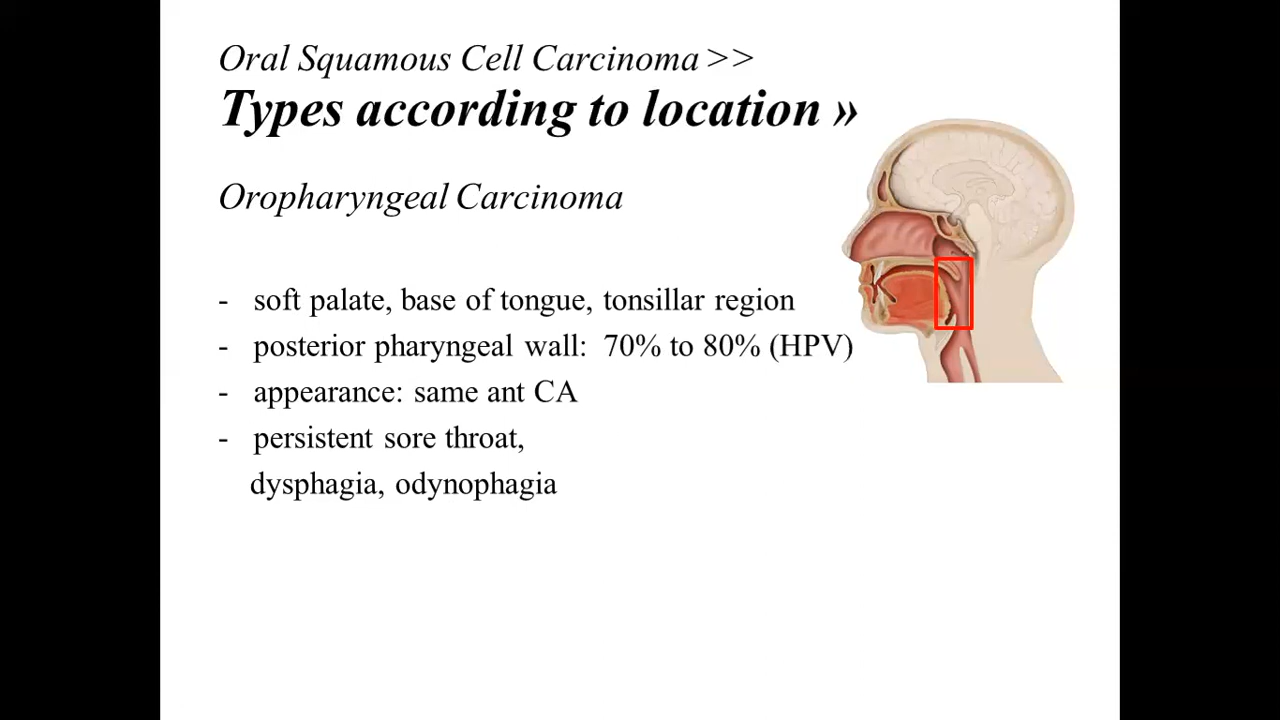 Oral Squamous Cell Carcinoma >>
Types according to location »
Oropharyngeal Carcinoma
- soft palate, base of tongue, tonsillar region
- posterior pharyngeal wall: 70% to 80% (HPV)
- appearance: same ant CA
- persistent sore throat,
dysphagia, odynophagia